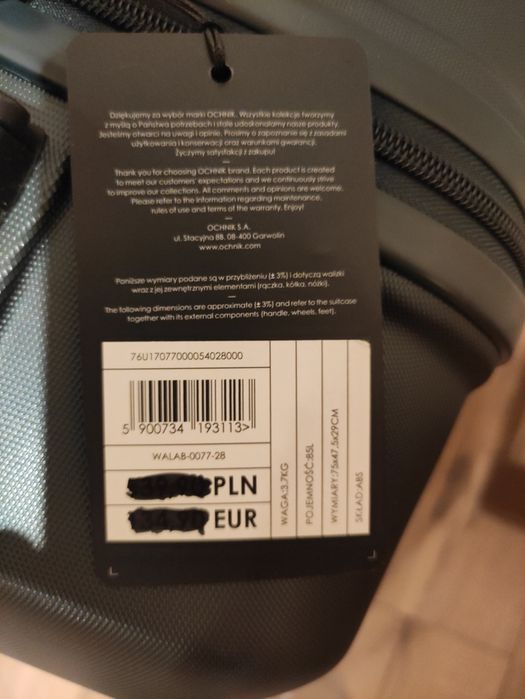 Dziękujemy za wybór marki OCHNIK. Wszystkie kolekcje tworzymy
z myślą o Państwa potrzebach i stale udoskonalamy nasze produkty.
Jesteśmy otwarci na uwagi i opinie. Prosimy o zapoznanie się z zasadami
użytkowania i konserwacji oraz warunkami gwarancji.
Życzymy satysfakcji z zakupu!
—
Thank you for choosing OCHNIK brand. Each product is created
to meet our customers' expectations and we continuously strive
to improve our collections. All comments and opinions are welcome.
Please refer to the information regarding maintenance,
rules of use and terms of the warranty. Enjoy!
—
OCHNIK S.A.
ul. Stacyjna 88, 08-400 Garwolin
www.ochnik.com
Poniższe wymiary podane są w przybliżeniu (± 3%) i dotyczą walizki
wraz z jej zewnętrznymi elementami (rączka, kółka, nóżki).
—
The following dimensions are approximate (± 3%) and refer to the suitcase
together with its external components (handle, wheels, feet).
76U17077000054028000
5 900734 193113>
WALAB-0077-28
PLN
EUR
WAGA:3.7KG
POJEMNOŚĆ:85L
WYMIARY:75x47,5x29CM
SKŁAD:ABS